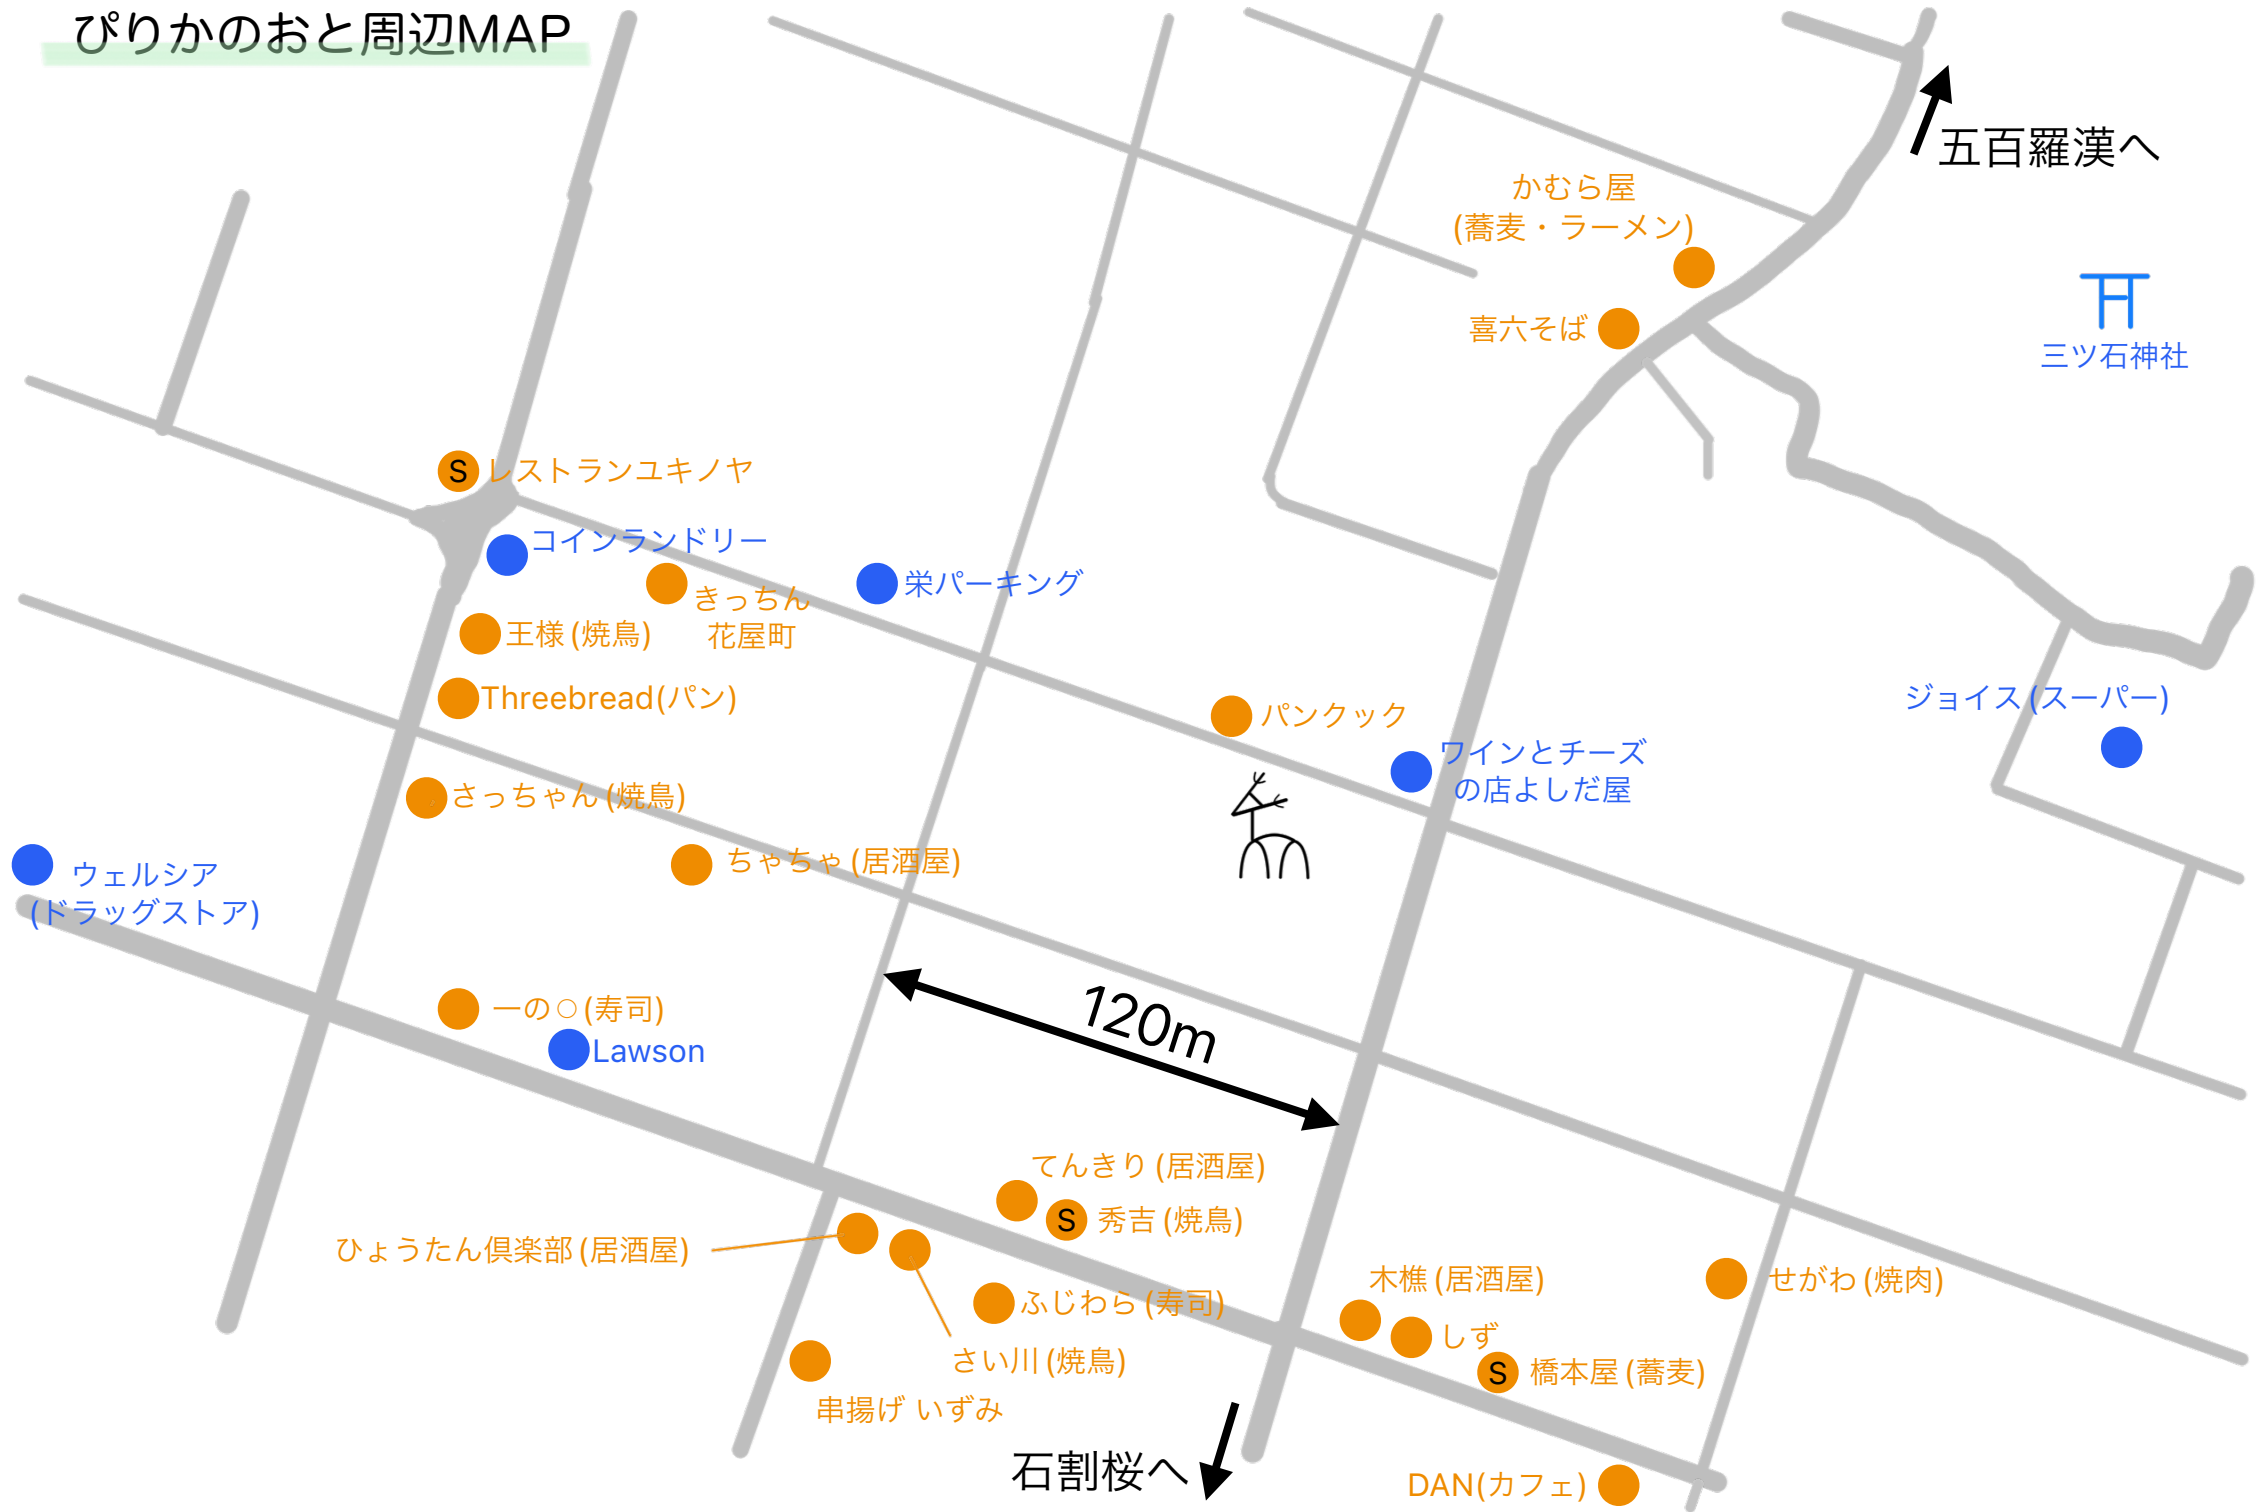 ぴりかのおと周辺MAP
五百羅漢へ
かむら屋
(蕎麦・ラーメン)
喜六そば
三ツ石神社
S
レストランユキノヤ
コインランドリー
きっちん
花屋町
栄パーキング
王様(焼鳥)
Threebread(パン)
パンクック
ジョイス(スーパー)
ワインとチーズ
の店よしだ屋
さっちゃん(焼鳥)
ちゃちゃ(居酒屋)
ウェルシア
(ドラッグストア)
一の○(寿司)
Lawson
120m
てんきり(居酒屋)
S
秀吉(焼鳥)
ひょうたん倶楽部(居酒屋)
ふじわら(寿司)
さい川(焼鳥)
串揚げ いずみ
木樵(居酒屋)
しず
S
橋本屋(蕎麦)
せがわ(焼肉)
石割桜へ
DAN(カフェ)